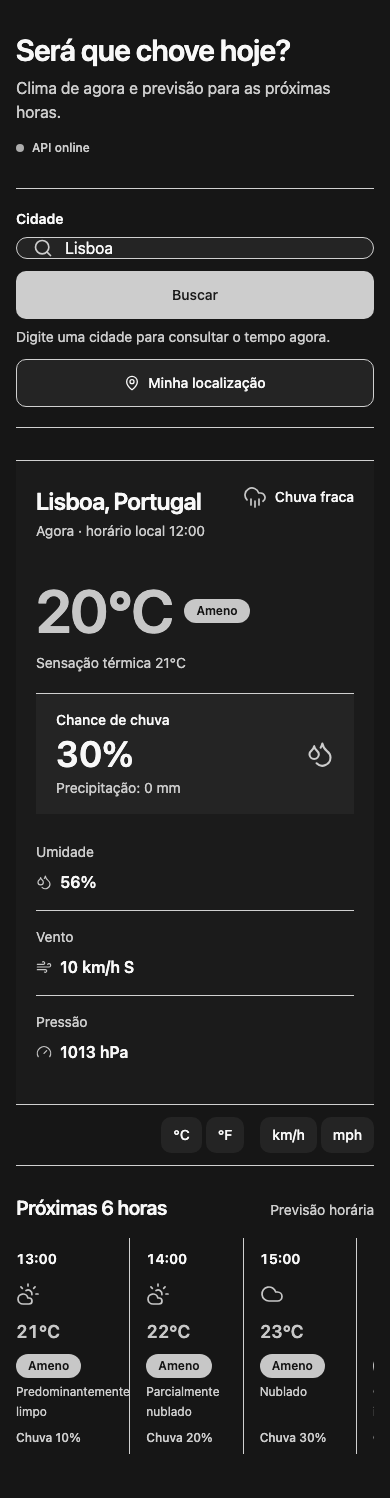 Será que chove hoje?
Clima de agora e previsão para as próximas
horas.
API online
Cidade
Lisboa
Buscar
Digite uma cidade para consultar o tempo agora.
Minha localização
Lisboa, Portugal
Chuva fraca
Agora · horário local 12:00
20°C Ameno
Sensação térmica 21°C
Chance de chuva
30%
Precipitação: 0 mm
Umidade
56%
Vento
10 km/h S
Pressão
1013 hPa
°C °F km/h mph
Próximas 6 horas
Previsão horária
13:00
21°C
Ameno
Predominantemente
limpo
Chuva 10%
14:00
22°C
Ameno
Parcialmente
nublado
Chuva 20%
15:00
23°C
Ameno
Nublado
Chuva 30%